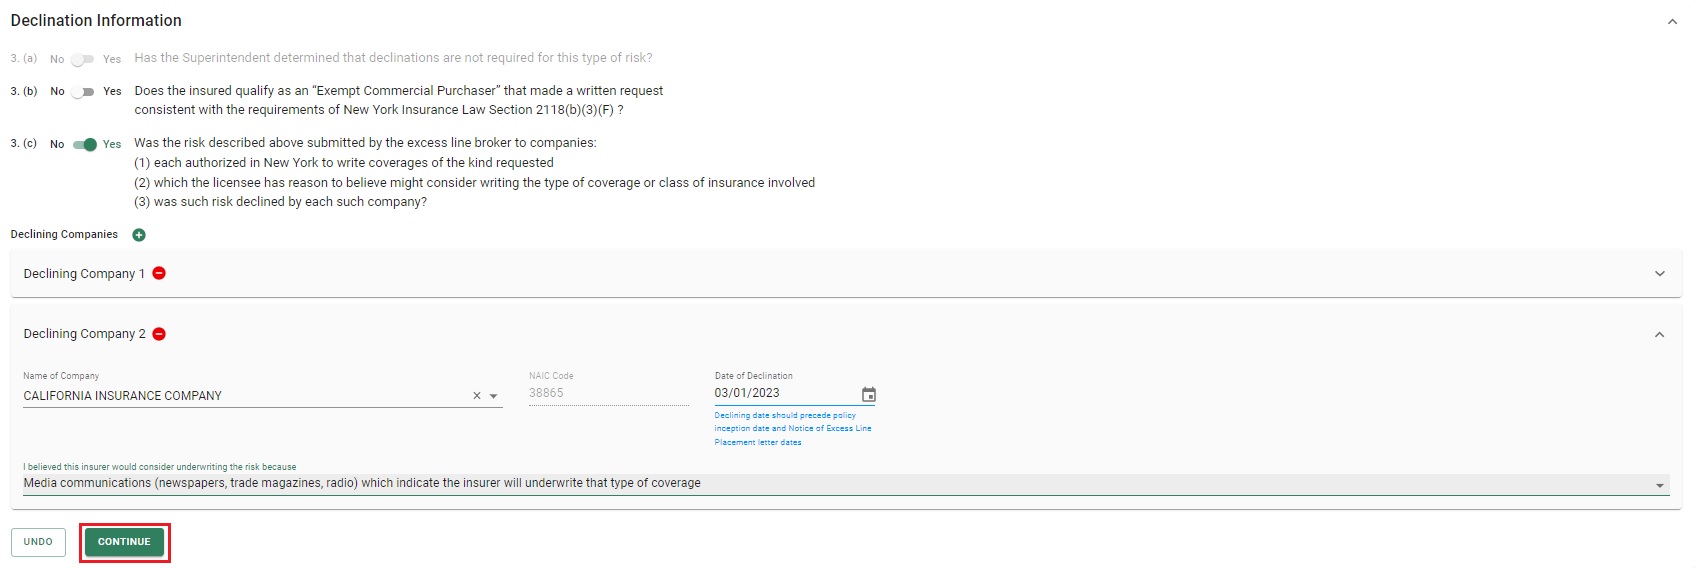 Declination Information
3. (a) No Yes Has the Superintendent determined that declinations are not required for this type of risk?
3. (b) No Yes Does the insured qualify as an “Exempt Commercial Purchaser” that made a written request
consistent with the requirements of New York Insurance Law Section 2118(b)(3)(F) ?
3. (c) No Yes Was the risk described above submitted by the excess line broker to companies:
(1) each authorized in New York to write coverages of the kind requested
(2) which the licensee has reason to believe might consider writing the type of coverage or class of insurance involved
(3) was such risk declined by each such company?
Declining Companies
Declining Company 1
Declining Company 2
Name of Company NAIC Code Date of Declination
CALIFORNIA INSURANCE COMPANY 38865 03/01/2023
Declining date should precede policy
inception date and Notice of Excess Line
Placement letter dates
I believed this insurer would consider underwriting the risk because
Media communications (newspapers, trade magazines, radio) which indicate the insurer will underwrite that type of coverage
UNDO CONTINUE